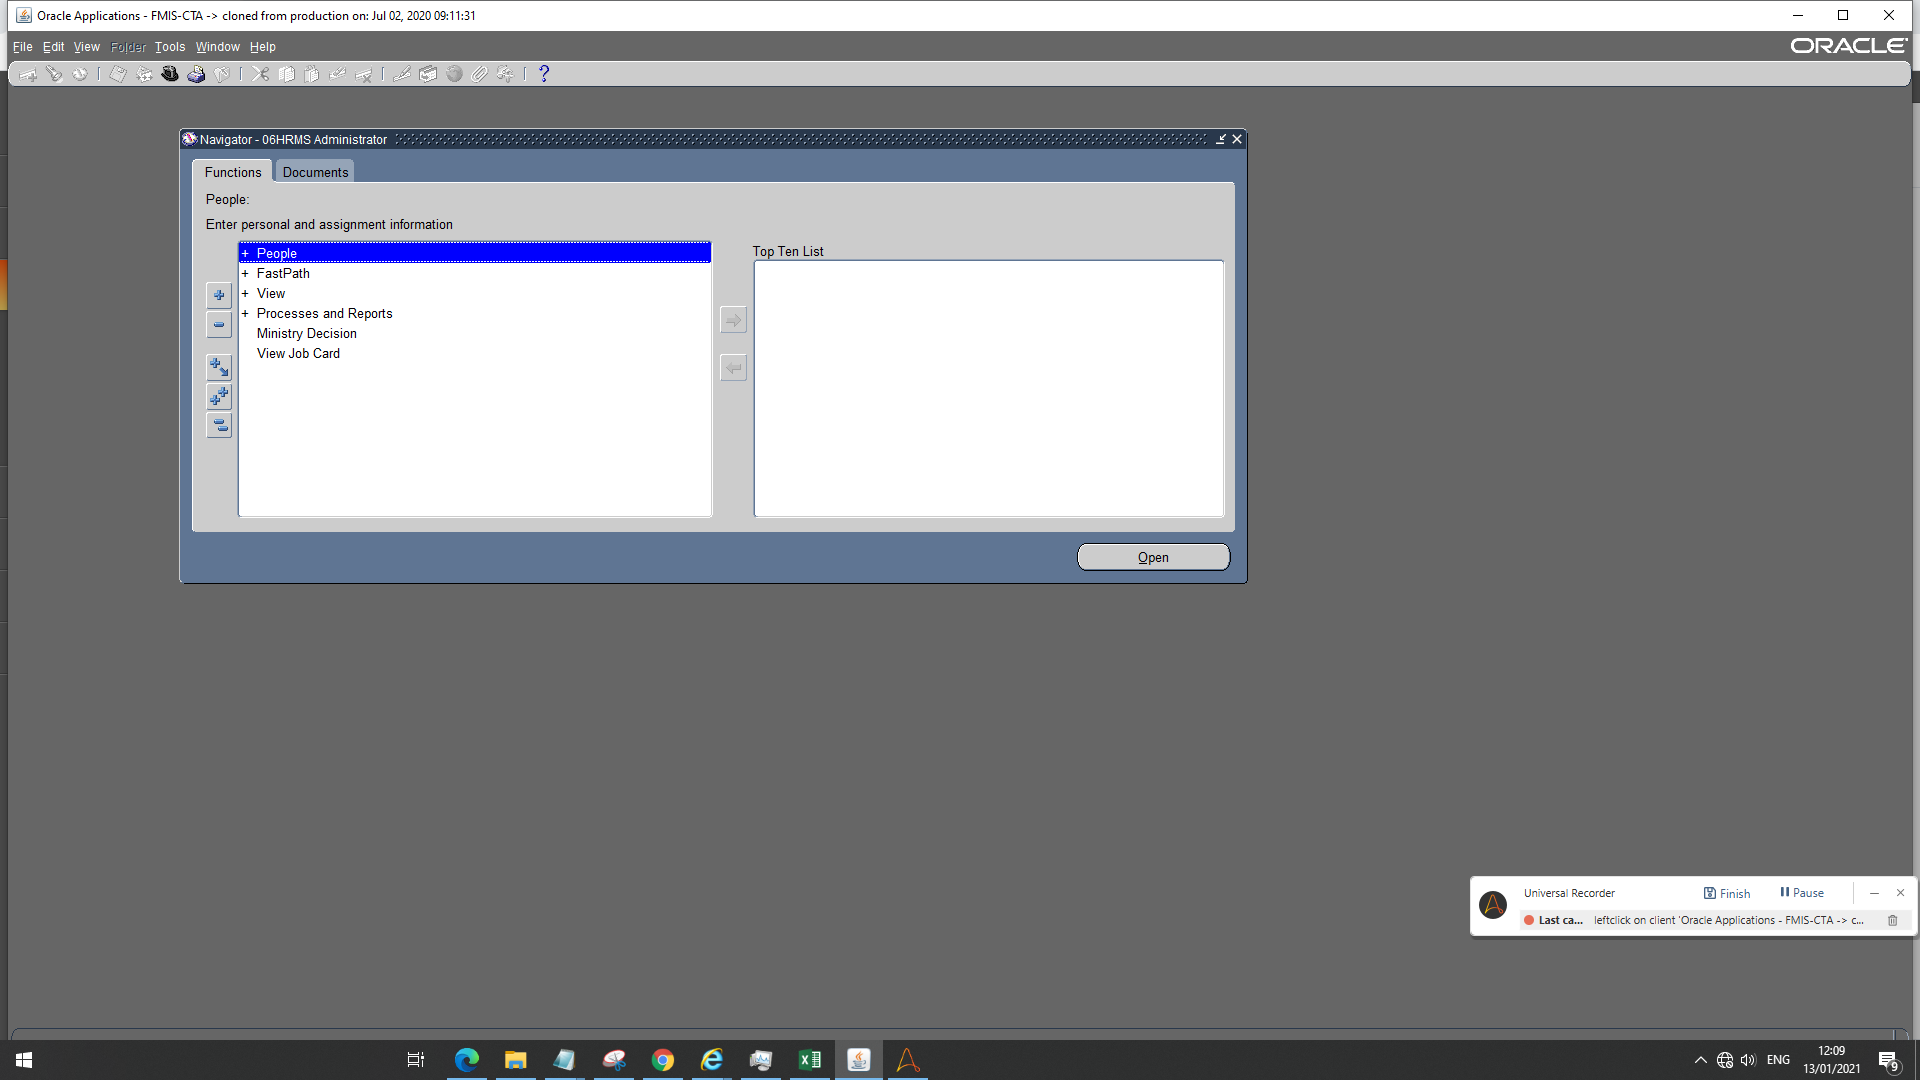 Oracle Applications - FMIS-CTA -> cloned from production on: Jul 02, 2020 09:11:31
File Edit View Folder Tools Window Help
ORACLE
?
Navigator - 06HRMS Administrator
Functions Documents
People:
Enter personal and assignment information
+ People
+ FastPath
+ View
+ Processes and Reports
Ministry Decision
View Job Card
Top Ten List
Open
Universal Recorder Finish Pause
Last ca... leftclick on client 'Oracle Applications - FMIS-CTA -> c...
ENG
12:09
13/01/2021
9